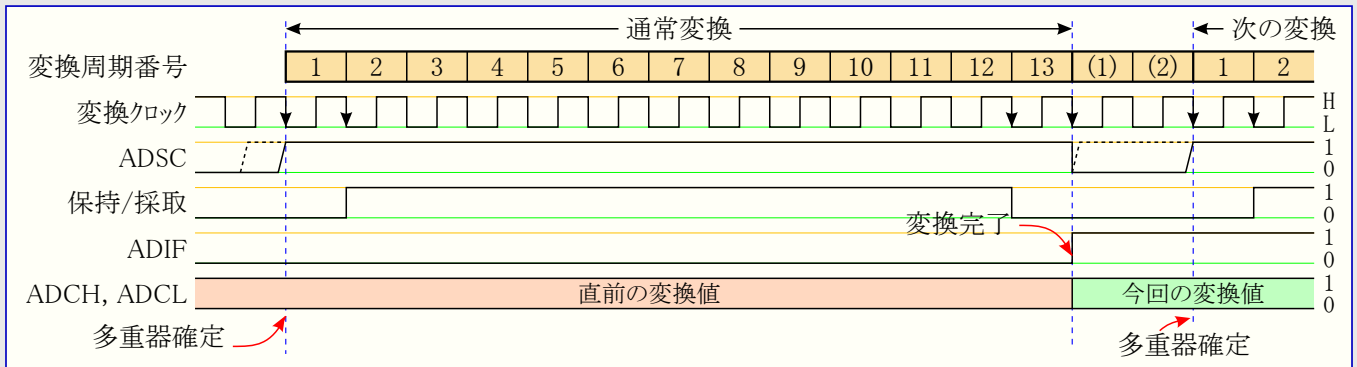 通常変換
次の変換
変換周期番号 1 2 3 4 5 6 7 8 9 10 11 12 13 (1) (2) 1 2
変換クロック H L
ADSC 1 0
保持/採取 1 0
変換完了
ADIF 1 0
ADCH, ADCL 直前の変換値 今回の変換値 1 0
多重器確定
多重器確定